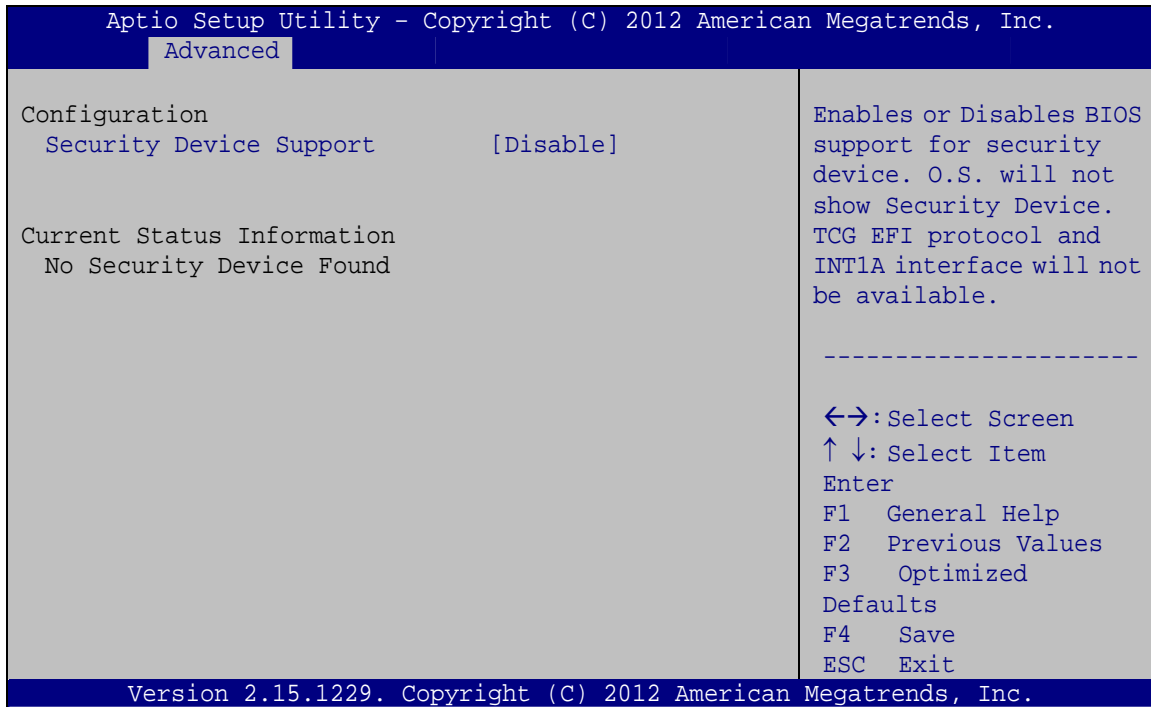 Aptio Setup Utility – Copyright (C) 2012 American Megatrends, Inc.
Advanced
Configuration
Security Device Support [Disable]
Current Status Information
No Security Device Found
Enables or Disables BIOS
support for security
device. O.S. will not
show Security Device.
TCG EFI protocol and
INT1A interface will not
be available.
----------------------
←→:Select Screen
↑ ↓: Select Item
Enter
F1 General Help
F2 Previous Values
F3 Optimized
Defaults
F4 Save
ESC Exit
Version 2.15.1229. Copyright (C) 2012 American Megatrends, Inc.